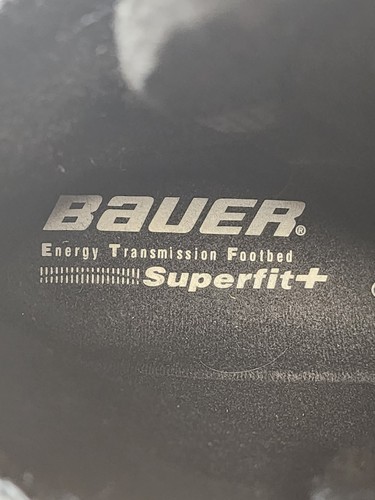 BAUER®
Energy Transmission Footbed
Superfit+